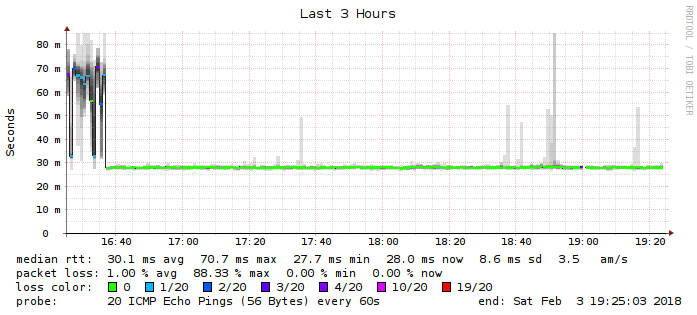 Last 3 Hours
RRDTOOL / TOBI OETIKER
Seconds
80 m
70 m
60 m
50 m
40 m
30 m
20 m
10 m
0
16:40 17:00 17:20 17:40 18:00 18:20 18:40 19:00 19:20
median rtt: 30.1 ms avg 70.7 ms max 27.7 ms min 28.0 ms now 8.6 ms sd 3.5 am/s
packet loss: 1.00 % avg 88.33 % max 0.00 % min 0.00 % now
loss color: 0 1/20 2/20 3/20 4/20 10/20 19/20
probe: 20 ICMP Echo Pings (56 Bytes) every 60s end: Sat Feb 3 19:25:03 2018